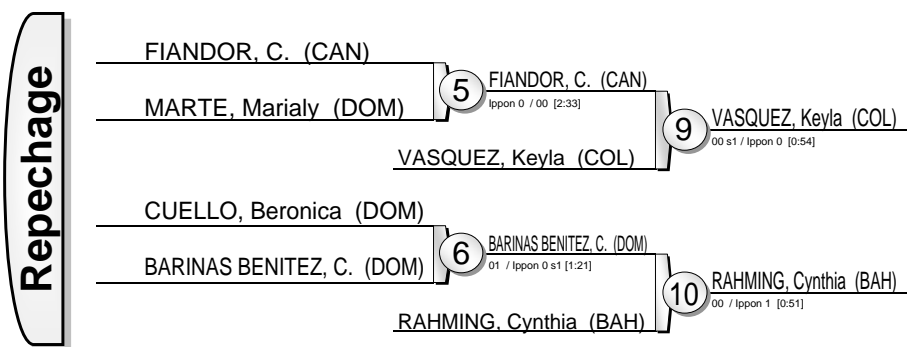 Repechage
FIANDOR, C. (CAN)
MARTE, Marialy (DOM)
5
FIANDOR, C. (CAN)
Ippon 0 / 00 [2:33]
VASQUEZ, Keyla (COL)
9
VASQUEZ, Keyla (COL)
00 s1 / Ippon 0 [0:54]
CUELLO, Beronica (DOM)
BARINAS BENITEZ, C. (DOM)
6
BARINAS BENITEZ, C. (DOM)
01 / Ippon 0 s1 [1:21]
RAHMING, Cynthia (BAH)
10
RAHMING, Cynthia (BAH)
00 / Ippon 1 [0:51]